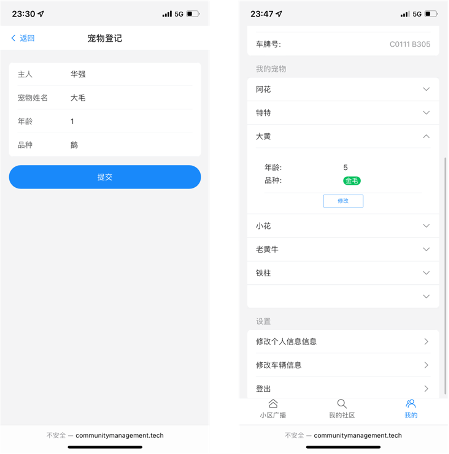 23:30
5G
返回
宠物登记
主人 华强
宠物姓名 大毛
年龄 1
品种 鹅
提交
不安全 — communitymanagement.tech
23:47
5G
车牌号: C0111 B305
我的宠物
阿花
特特
大黄
年龄: 5
品种: 金毛
修改
小花
老黄牛
铁柱
设置
修改个人信息信息
修改车辆信息
登出
小区广播 我的社区 我的
不安全 — communitymanagement.tech